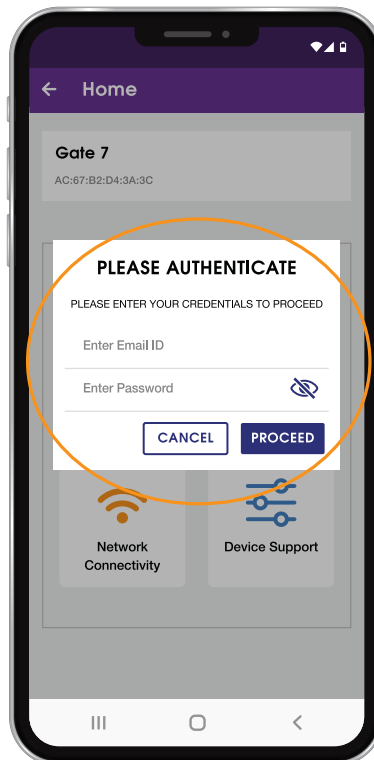 Home
Gate 7
AC:67:B2:D4:3A:3C
PLEASE AUTHENTICATE
PLEASE ENTER YOUR CREDENTIALS TO PROCEED
Enter Email ID
Enter Password
CANCEL PROCEED
Network Device Support
Connectivity